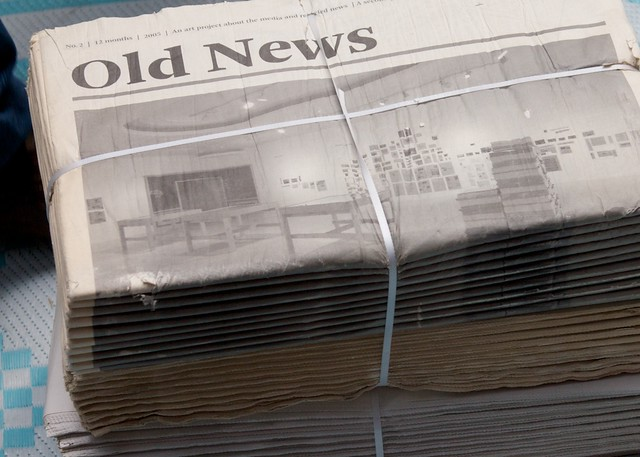 No. 2 | 12 months | 2005 | An art project about the media and recycled news | A
Old News